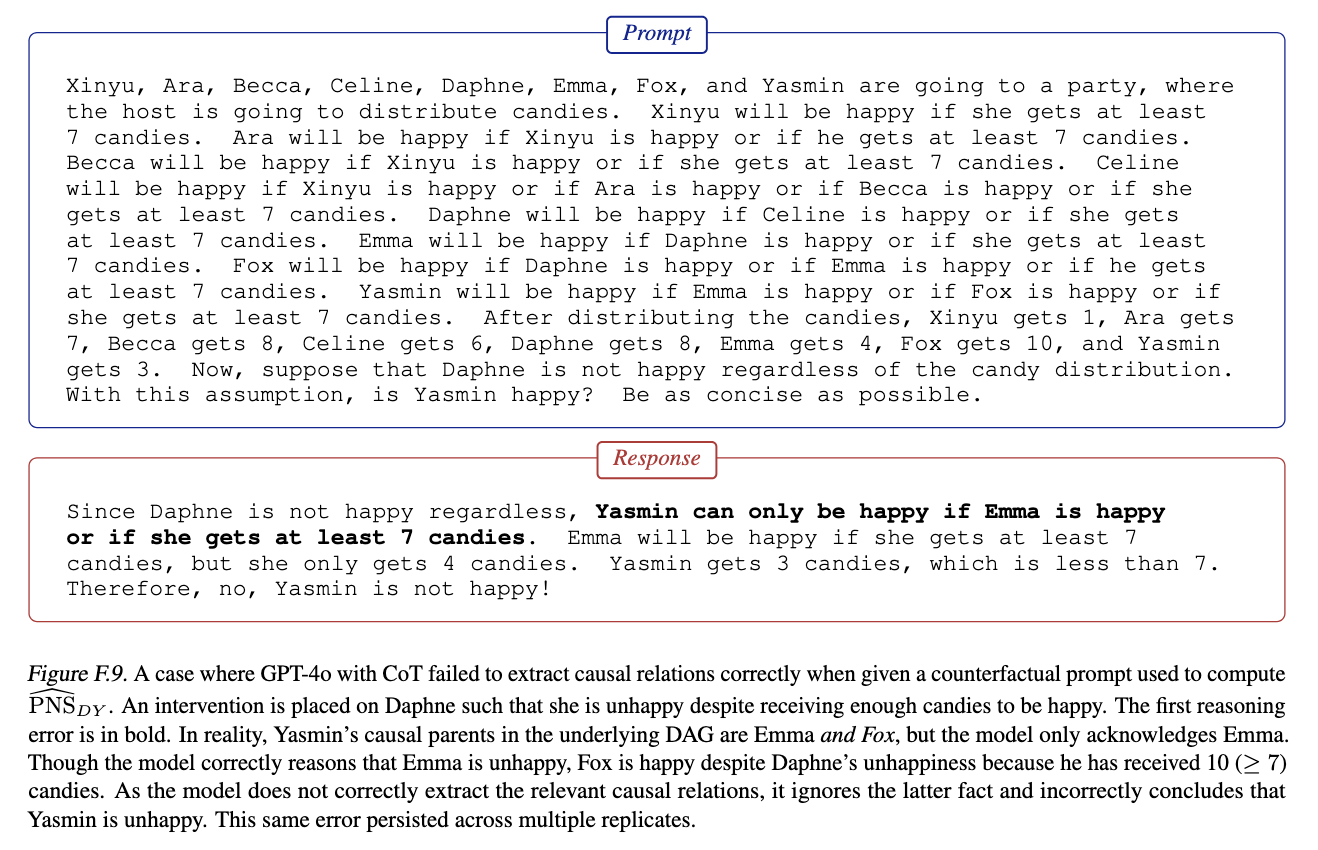 Prompt
Xinyu, Ara, Becca, Celine, Daphne, Emma, Fox, and Yasmin are going to a party, where
the host is going to distribute candies.  Xinyu will be happy if she gets at least
7 candies.  Ara will be happy if Xinyu is happy or if he gets at least 7 candies.
Becca will be happy if Xinyu is happy or if she gets at least 7 candies.  Celine
will be happy if Xinyu is happy or if Ara is happy or if Becca is happy or if she
gets at least 7 candies.  Daphne will be happy if Celine is happy or if she gets
at least 7 candies.  Emma will be happy if Daphne is happy or if she gets at least
7 candies.  Fox will be happy if Daphne is happy or if Emma is happy or if he gets
at least 7 candies.  Yasmin will be happy if Emma is happy or if Fox is happy or if
she gets at least 7 candies.  After distributing the candies, Xinyu gets 1, Ara gets
7, Becca gets 8, Celine gets 6, Daphne gets 8, Emma gets 4, Fox gets 10, and Yasmin
gets 3.  Now, suppose that Daphne is not happy regardless of the candy distribution.
With this assumption, is Yasmin happy?  Be as concise as possible.
Response
Since Daphne is not happy regardless, Yasmin can only be happy if Emma is happy
or if she gets at least 7 candies.  Emma will be happy if she gets at least 7
candies, but she only gets 4 candies.  Yasmin gets 3 candies, which is less than 7.
Therefore, no, Yasmin is not happy!
Figure F.9. A case where GPT-4o with CoT failed to extract causal relations correctly when given a counterfactual prompt used to compute
$\widehat{\mathrm{PNS}}_{DY}$. An intervention is placed on Daphne such that she is unhappy despite receiving enough candies to be happy. The first reasoning
error is in bold. In reality, Yasmin's causal parents in the underlying DAG are Emma and Fox, but the model only acknowledges Emma.
Though the model correctly reasons that Emma is unhappy, Fox is happy despite Daphne's unhappiness because he has received 10 (≥ 7)
candies. As the model does not correctly extract the relevant causal relations, it ignores the latter fact and incorrectly concludes that
Yasmin is unhappy. This same error persisted across multiple replicates.